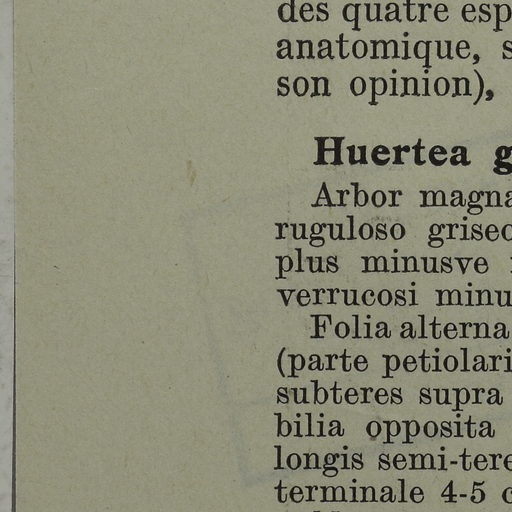 des quatre esp
anatomique, s
son opinion),
Huertea g
Arbor magna
ruguloso griseo
plus minusve
verrucosi minu
Folia alterna
(parte petiolari
subteres supra
bilia opposita
longis semi-tere
terminale 4-5 c